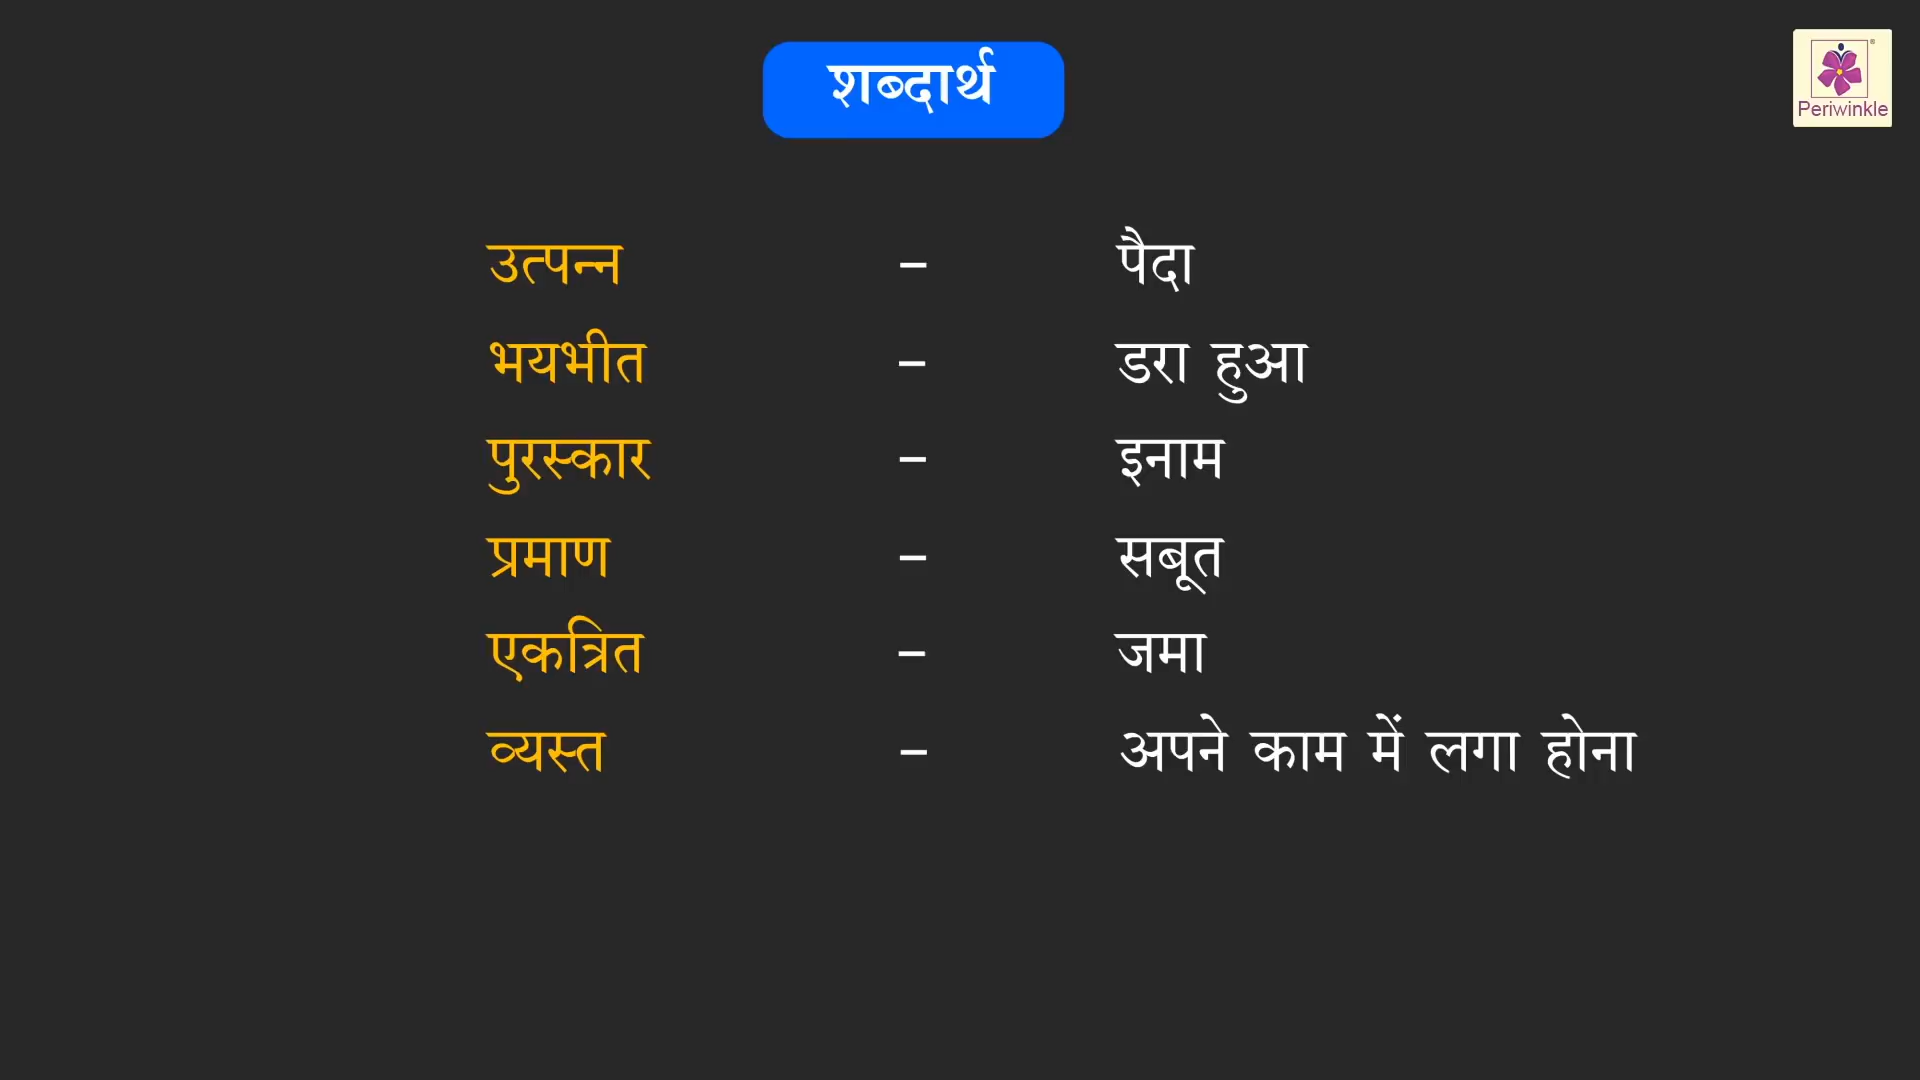 शब्दार्थ
Periwinkle
उत्पन्न – पैदा
भयभीत – डरा हुआ
पुरस्कार – इनाम
प्रमाण – सबूत
एकत्रित – जमा
व्यस्त – अपने काम में लगा होना